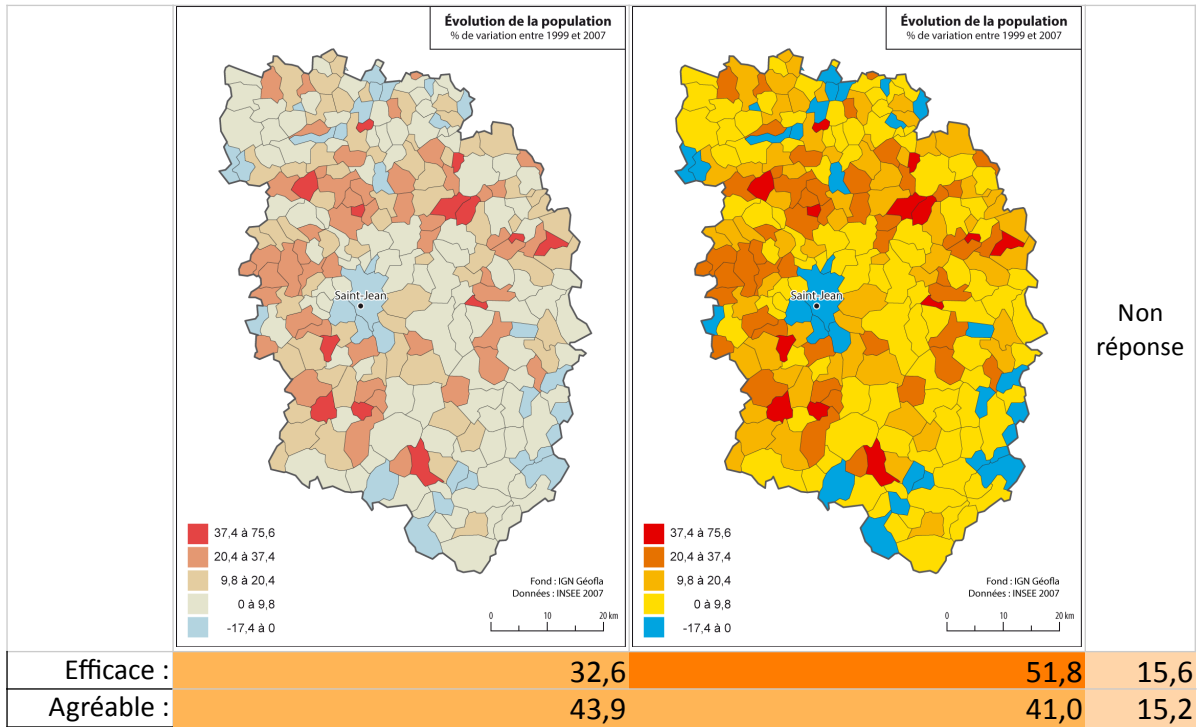 Évolution de la population
% de variation entre 1999 et 2007
Saint-Jean
37,4 à 75,6
20,4 à 37,4
9,8 à 20,4
0 à 9,8
-17,4 à 0
Fond : IGN Géofla
Données : INSEE 2007
0 10 20 km
Évolution de la population
% de variation entre 1999 et 2007
Saint-Jean
37,4 à 75,6
20,4 à 37,4
9,8 à 20,4
0 à 9,8
-17,4 à 0
Fond : IGN Géofla
Données : INSEE 2007
0 10 20 km
Non
réponse
Efficace : 32,6 51,8 15,6
Agréable : 43,9 41,0 15,2